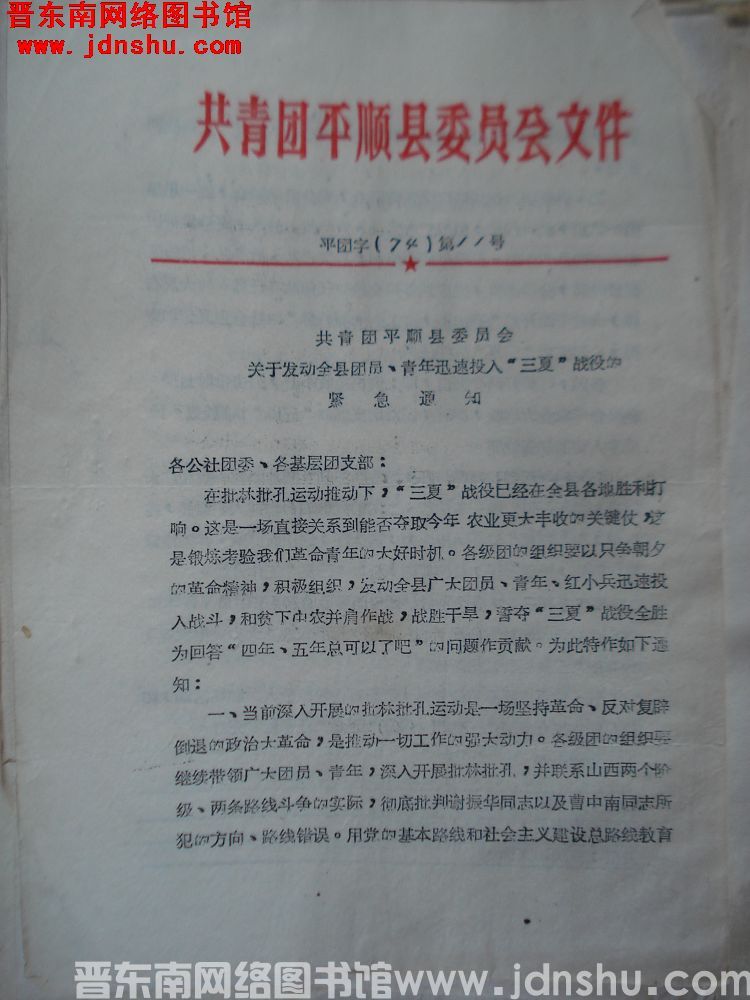 晋东南网络图书馆
www.jdnshu.com
共青团平顺县委员会文件
平团字(74)第11号
共青团平顺县委员会
关于发动全县团员、青年迅速投入“三夏”战役的
紧急通知
各公社团委、各基层团支部:
在批林批孔运动推动下,“三夏”战役已经在全县各地胜利打
响。这是一场直接关系到能否夺取今年农业更大丰收的关键仗,这
是锻炼考验我们革命青年的大好时机。各级团的组织要以只争朝夕
的革命精神,积极组织,发动全县广大团员、青年、红小兵迅速投
入战斗,和贫下中农并肩作战,战胜干旱,誓夺“三夏”战役全胜
为回答“四年、五年总可以了吧”的问题作贡献。为此特作如下通
知:
一、当前深入开展的批林批孔运动是一场坚持革命、反对复辟
倒退的政治大革命,是推动一切工作的强大动力。各级团的组织要
继续带领广大团员、青年,深入开展批林批孔,并联系山西两个阶
级、两条路线斗争的实际,彻底批判谢振华同志以及曹中南同志所
犯的方向、路线错误。用党的基本路线和社会主义建设总路线教育
晋东南网络图书馆www.jdnshu.com